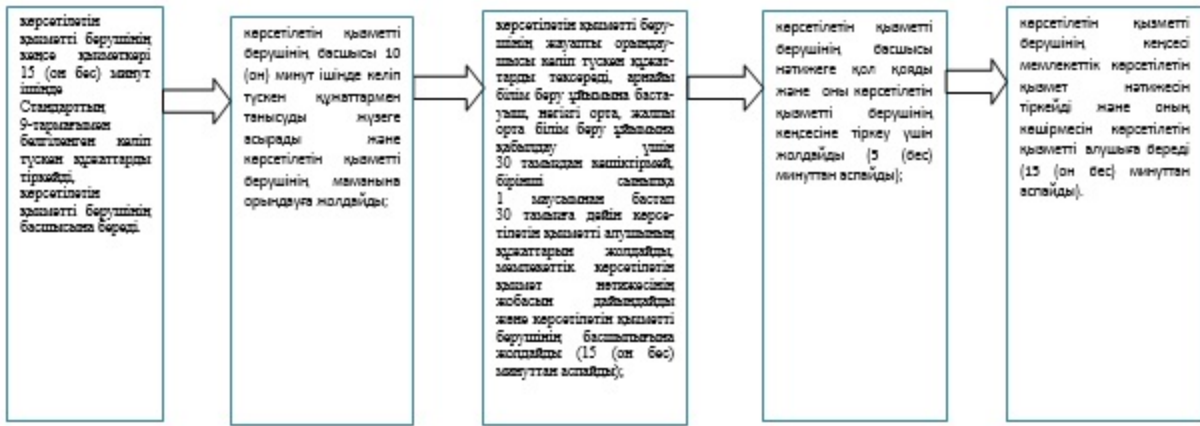 көрсетілетін
қызметті берушінің
кеңсе қызметкері
15 (он бес) минут
ішінде
Стандарттың
9-тармағымен
белгіленген келіп
түскен құжаттарды
тіркейді,
көрсетілетін
қызметті берушінің
басшысына береді.
көрсетілетін қызметті
берушінің басшысы 10
(он) минут ішінде келіп
түскен құжаттармен
танысуды жүзеге
асырады және
көрсетілетін қызметті
берушінің маманына
орындауға жолдайды;
көрсетілетін қызметті беру-
шінің жауапты орындау-
шысы келіп түскен құжат-
тарды тексереді, арнайы
білім беру ұйымына баста-
уыш, негізгі орта, жалпы
орта білім беру ұйымына
қабылдау үшін
30 тамыздан кешіктірмей,
бірінші сыныпқа
1 маусымнан бастап
30 тамызға дейін көрсе-
тілетін қызметті алушының
құжаттарын жолдайды,
мемлекеттік көрсетілетін
қызмет нәтижесінің
жобасын дайындайды
және көрсетілетін қызметті
берушінің басшылығына
жолдайды (15 (он бес)
минуттан аспайды);
көрсетілетін қызметті
берушінің басшысы
нәтижеге қол қояды
және оны көрсетілетін
қызметті берушінің
кеңсесіне тіркеу үшін
жолдайды (5 (бес)
минуттан аспайды);
көрсетілетін қызметті
берушінің кеңсесі
мемлекеттік көрсетілетін
қызмет нәтижесін
тіркейді және оның
көшірмесін көрсетілетін
қызметті алушыға береді
(15 (он бес) минуттан
аспайды).